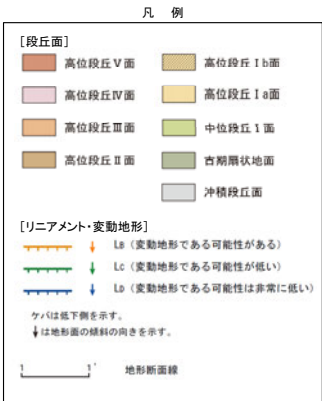 凡 例
[段丘面]
高位段丘Ⅴ面
高位段丘Ⅰb面
高位段丘Ⅳ面
高位段丘Ⅰa面
高位段丘Ⅲ面
中位段丘Ⅰ面
高位段丘Ⅱ面
古期扇状地面
沖積段丘面
[リニアメント・変動地形]
LB (変動地形である可能性がある)
LC (変動地形である可能性が低い)
LD (変動地形である可能性は非常に低い)
ケバは低下側を示す。
↓は地形面の傾斜の向きを示す。
1 1' 地形断面線